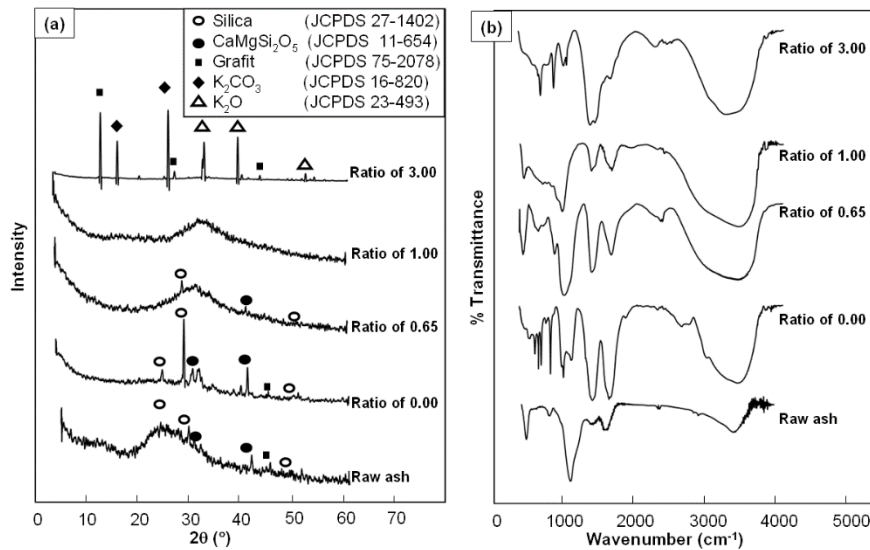 (a)
Silica (JCPDS 27-1402)
CaMgSi₂O₅ (JCPDS 11-654)
Grafit (JCPDS 75-2078)
K₂CO₃ (JCPDS 16-820)
K₂O (JCPDS 23-493)
Ratio of 3.00
Ratio of 1.00
Ratio of 0.65
Ratio of 0.00
Raw ash
Intensity
0 10 20 30 40 50 60 70
2θ (°)
(b)
Ratio of 3.00
Ratio of 1.00
Ratio of 0.65
Ratio of 0.00
Raw ash
% Transmittance
1000 2000 3000 4000 5000
Wavenumber (cm⁻¹)